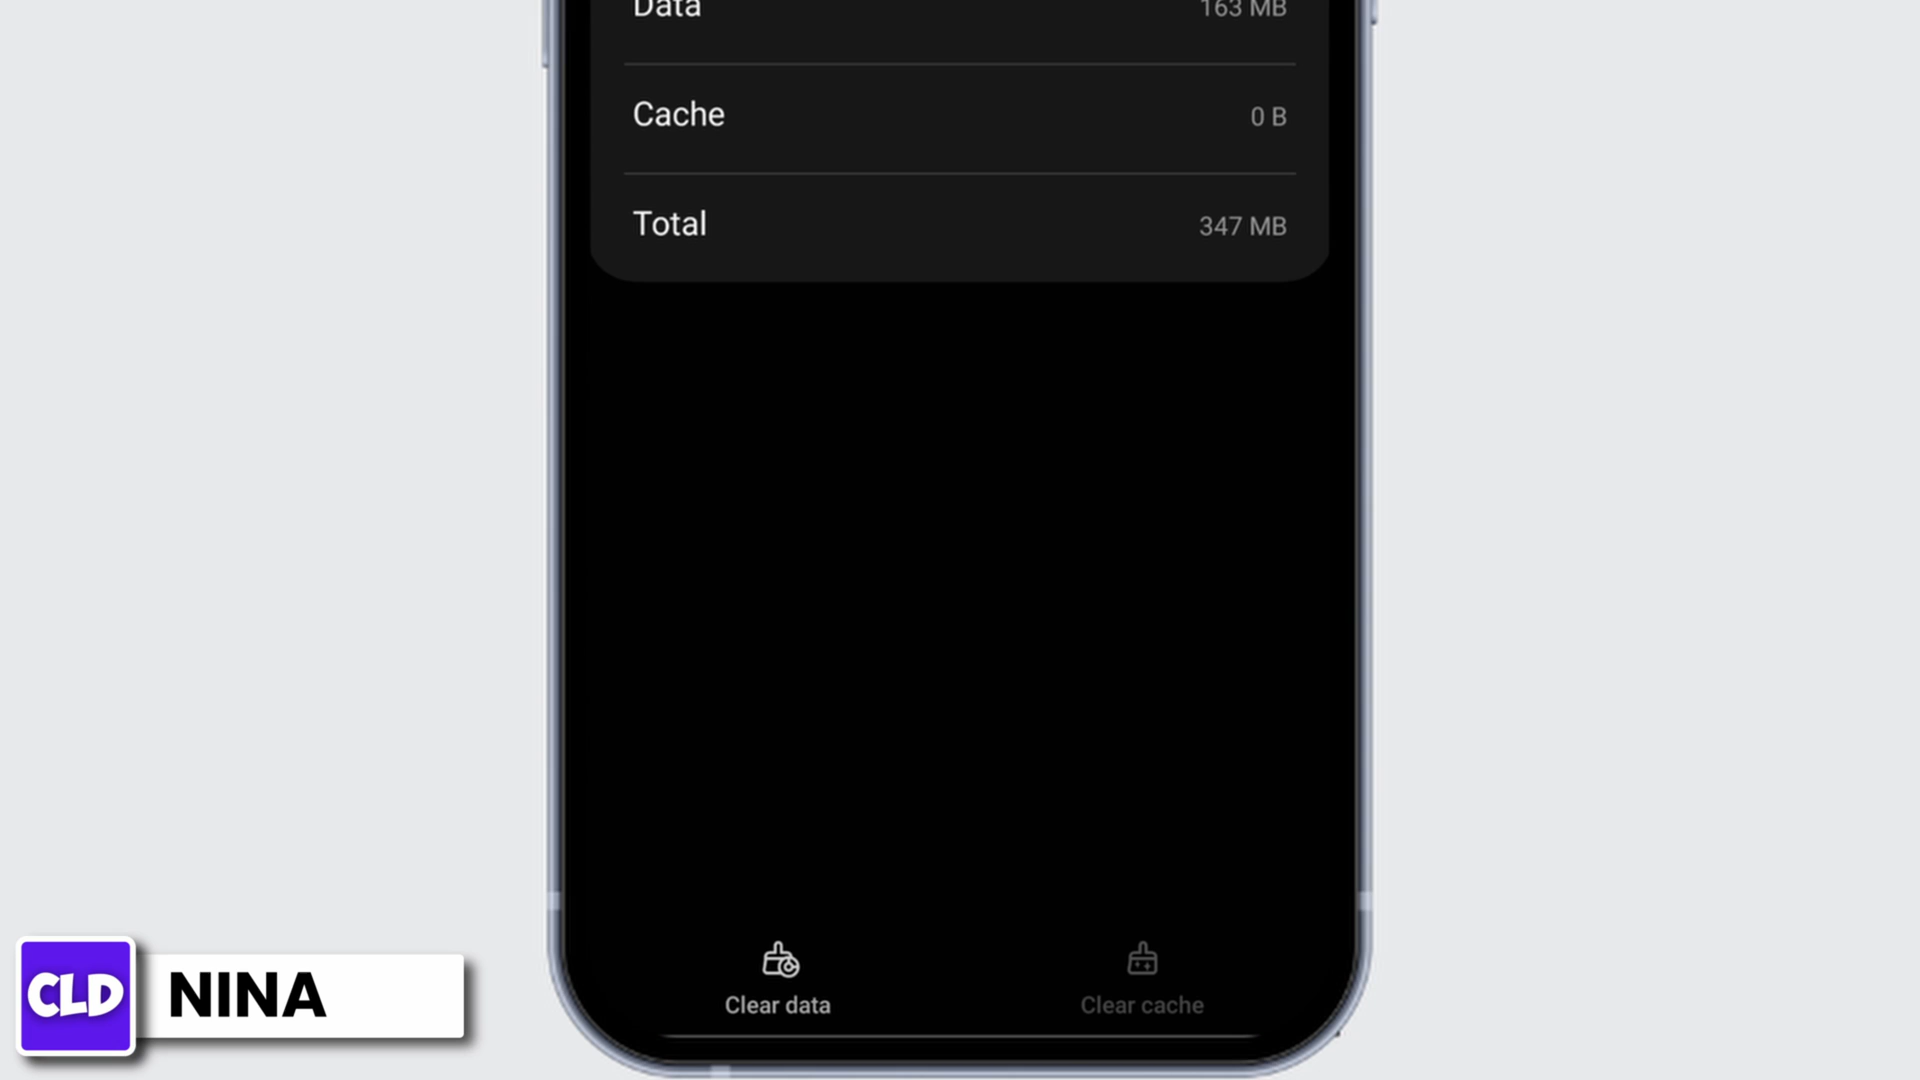 Data 163 MB
Cache 0 B
Total 347 MB
Clear data Clear cache
CLD NINA